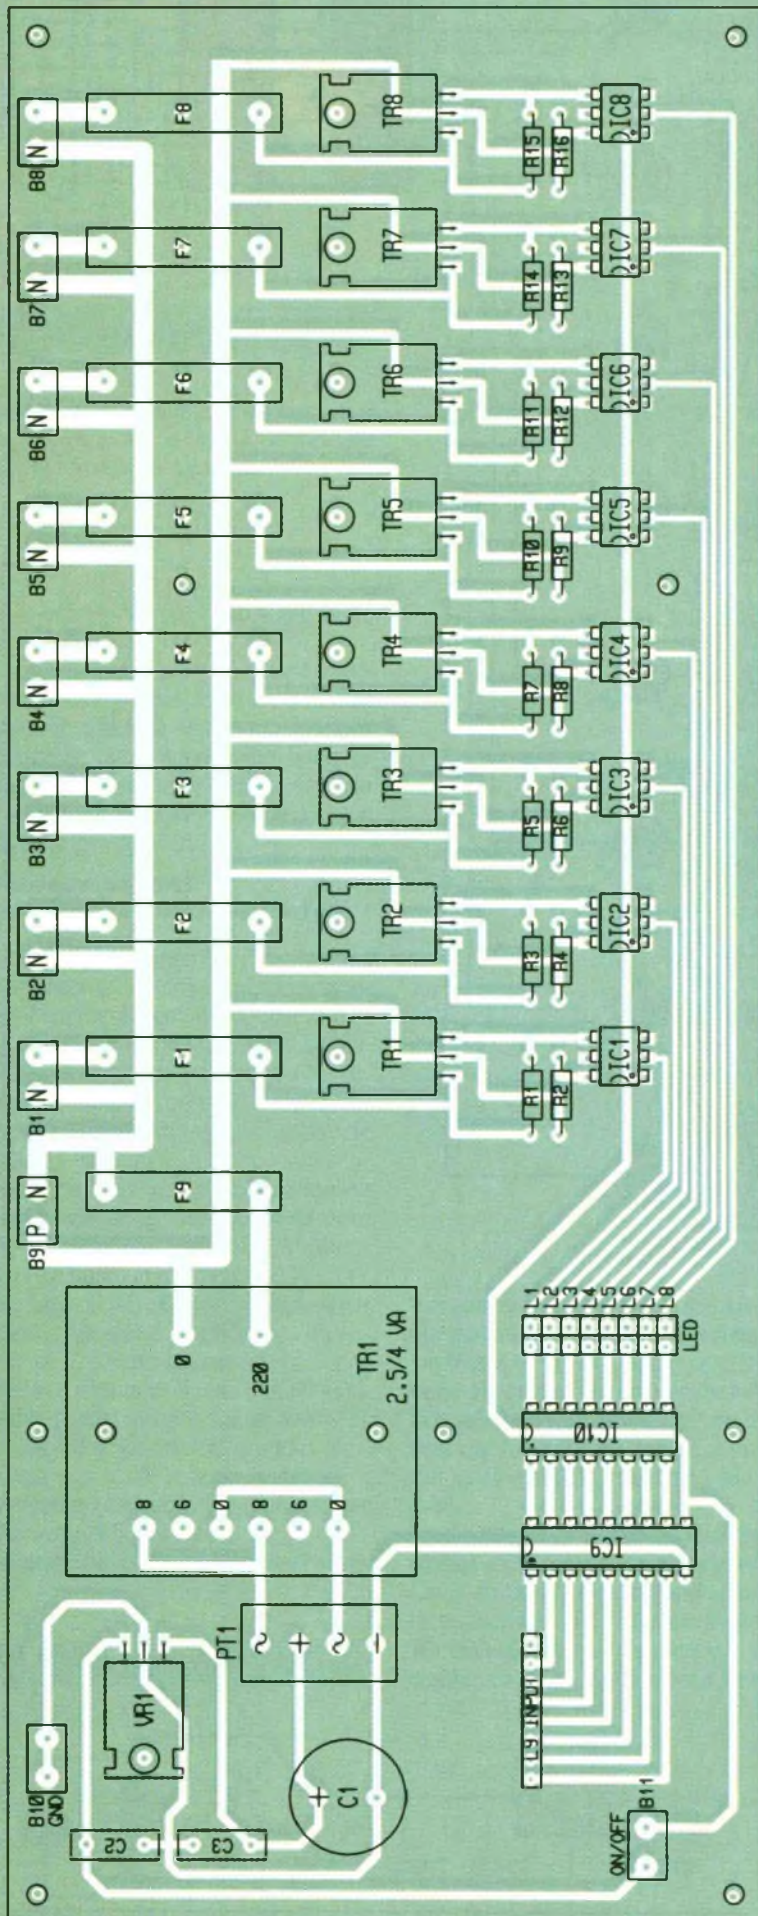 B8 N F8 TR8 R15 R16 IC8
B7 N F7 TR7 R14 R13 IC7
B6 N F6 TR6 R11 R12 IC6
B5 N F5 TR5 R10 R9 IC5
B4 N F4 TR4 R7 R8 IC4
B3 N F3 TR3 R5 R6 IC3
B2 N F2 TR2 R3 R4 IC2
B1 N F1 TR1 R1 R2 IC1
B9 P N F9
0
220
TR1
2.5/4 VA
8
6
0
8
6
0
L1
L2
L3
L4
L5
L6
L7
L8
LED
IC10
IC9
PT1
~
+
~
-
VR1
B10
GND
C2
C3
+
C1
L9 INPUT 1
ON/OFF
B11